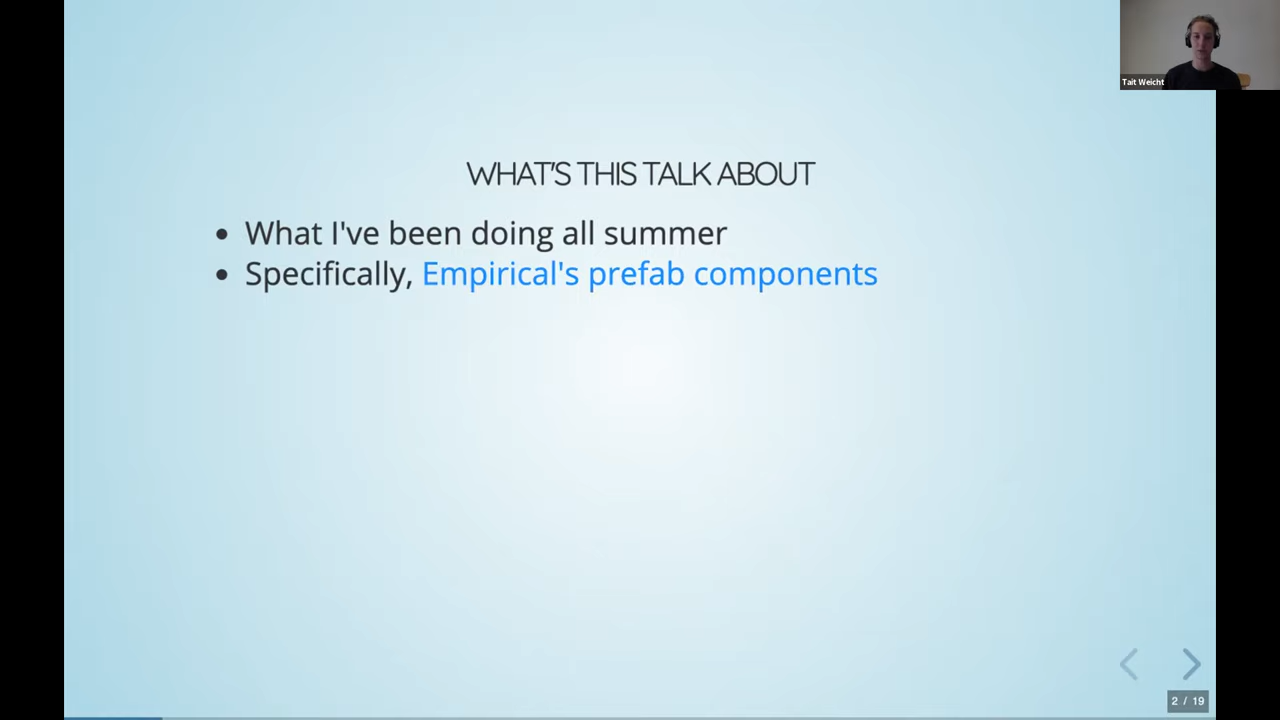 Tait Weicht
WHAT'S THIS TALK ABOUT
What I've been doing all summer
Specifically, Empirical's prefab components
2 / 19